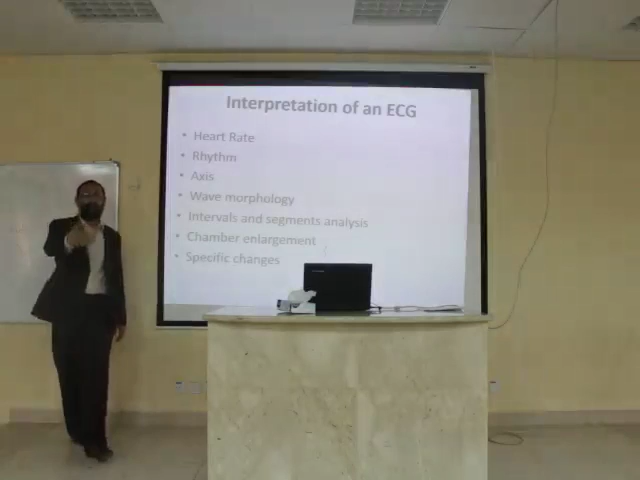 Interpretation of an ECG
• Heart Rate
• Rhythm
• Axis
• Wave morphology
• Intervals and segments analysis
• Chamber enlargement
• Specific changes